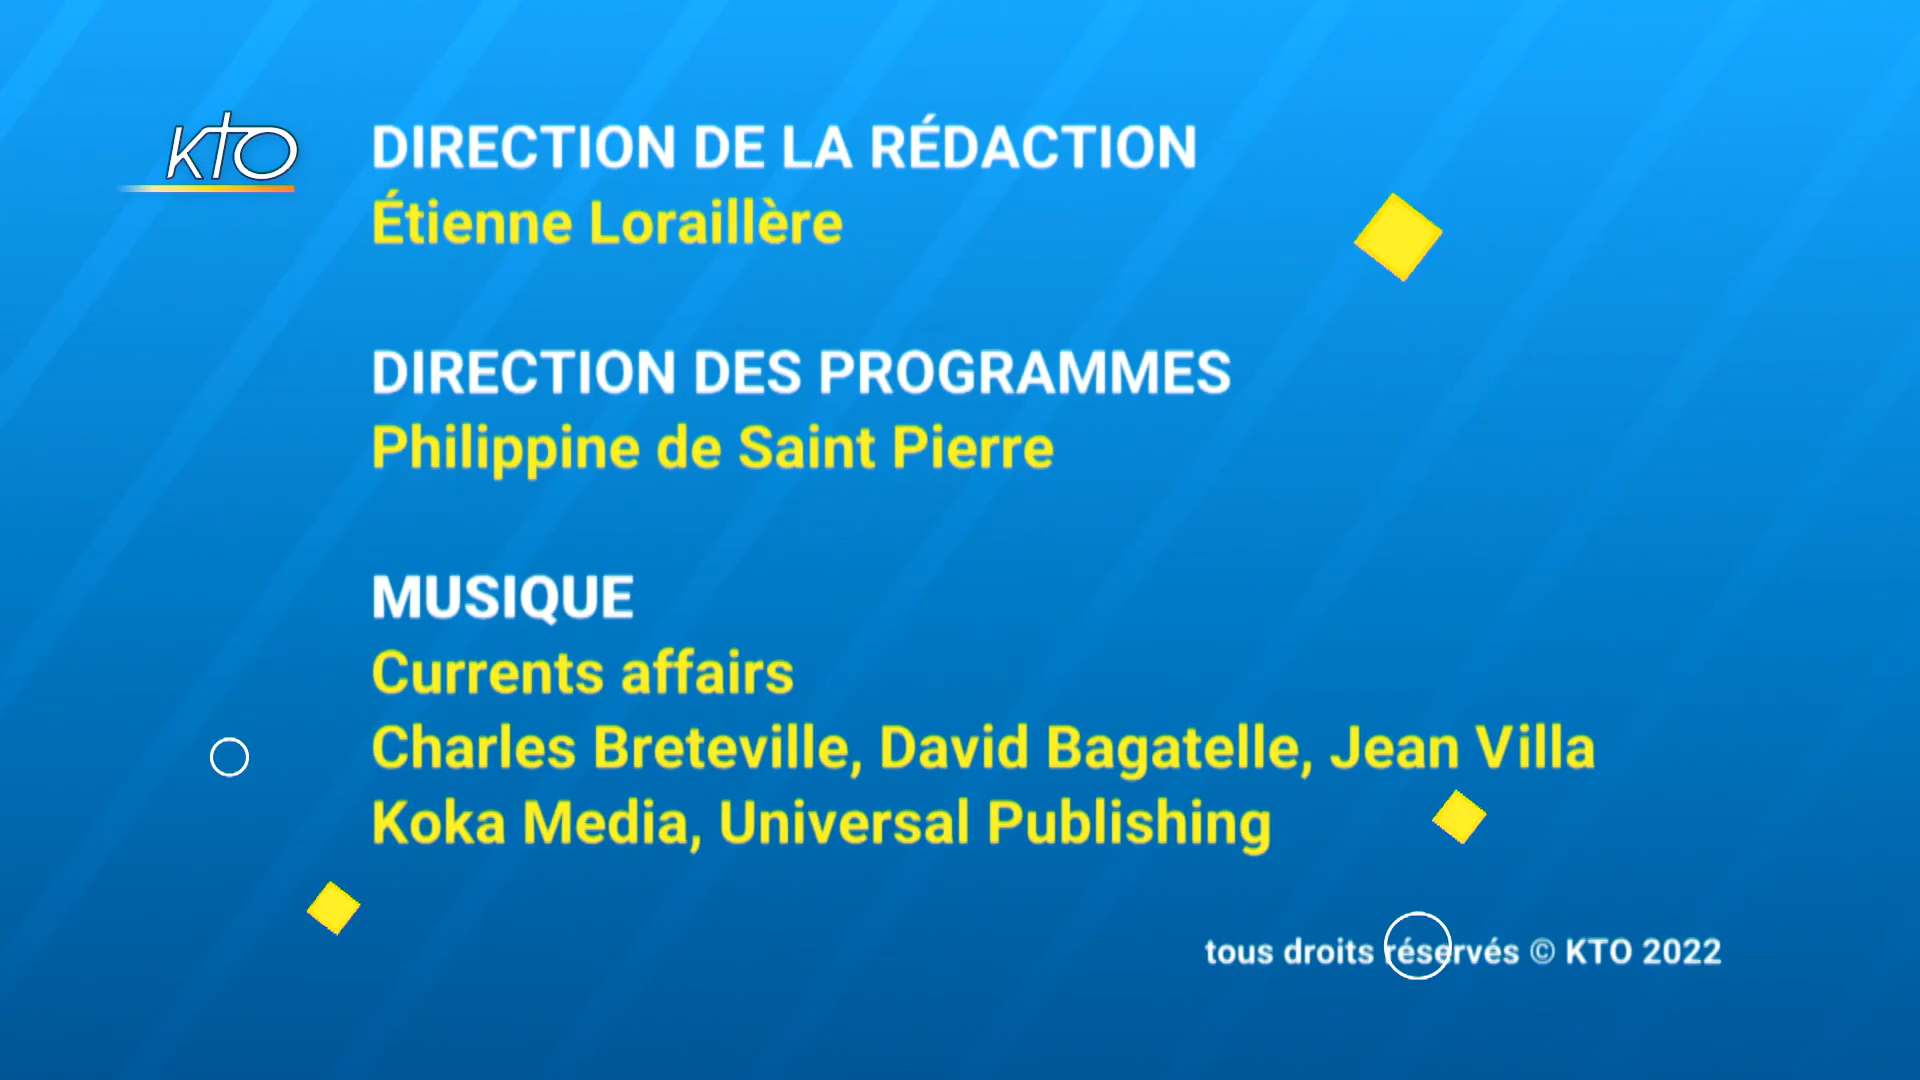 KTO
DIRECTION DE LA RÉDACTION
Étienne Loraillère
DIRECTION DES PROGRAMMES
Philippine de Saint Pierre
MUSIQUE
Currents affairs
Charles Breteville, David Bagatelle, Jean Villa
Koka Media, Universal Publishing
tous droits réservés © KTO 2022